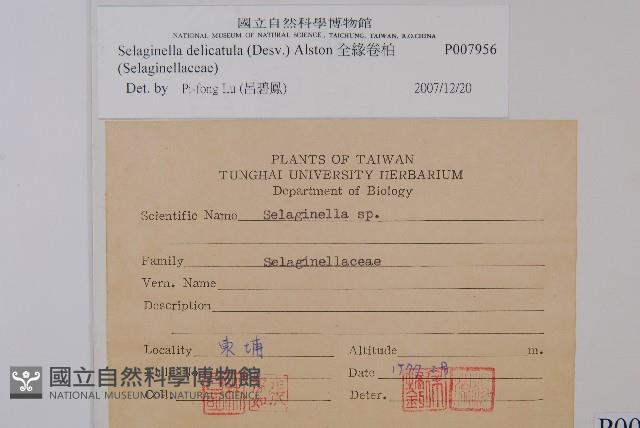 國立自然科學博物館
NATIONAL MUSEUM OF NATURAL SCIENCE, TAICHUNG, TAIWAN, R.O.CHINA
Selaginella delicatula (Desv.) Alston 全緣卷柏 P007956
(Selaginellaceae)
Det. by Pi-fong Lu (呂碧鳳) 2007/12/20
PLANTS OF TAIWAN
TUNGHAI UNIVERSITY HERBARIUM
Department of Biology
Scientific Name Selaginella sp.
Family Selaginellaceae
Vern. Name
Description
Locality 東埔 Altitude m.
Date 1977
國立自然科學博物館
Coll. Deter.
NATIONAL MUSEUM OF NATURAL SCIENCE
P00